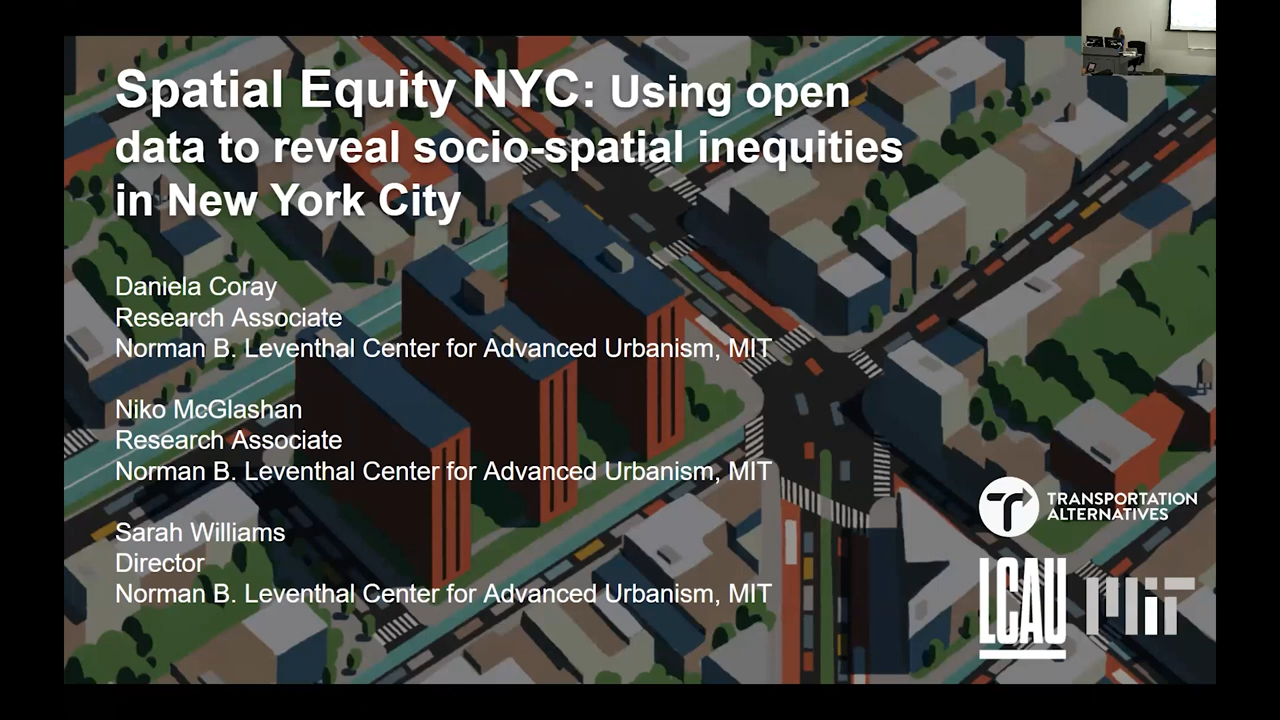 Spatial Equity NYC: Using open
data to reveal socio-spatial inequities
in New York City
Daniela Coray
Research Associate
Norman B. Leventhal Center for Advanced Urbanism, MIT
Niko McGlashan
Research Associate
Norman B. Leventhal Center for Advanced Urbanism, MIT
Sarah Williams
Director
Norman B. Leventhal Center for Advanced Urbanism, MIT
TRANSPORTATION
ALTERNATIVES
LCAU MIT